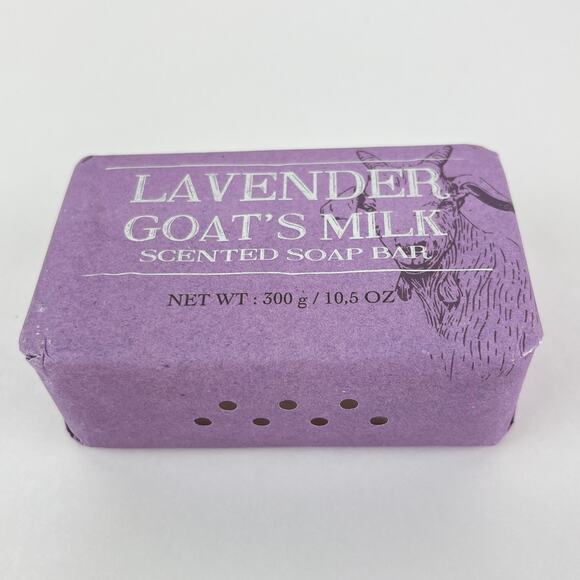 LAVENDER
GOAT'S MILK
SCENTED SOAP BAR
NET WT : 300 g / 10,5 OZ